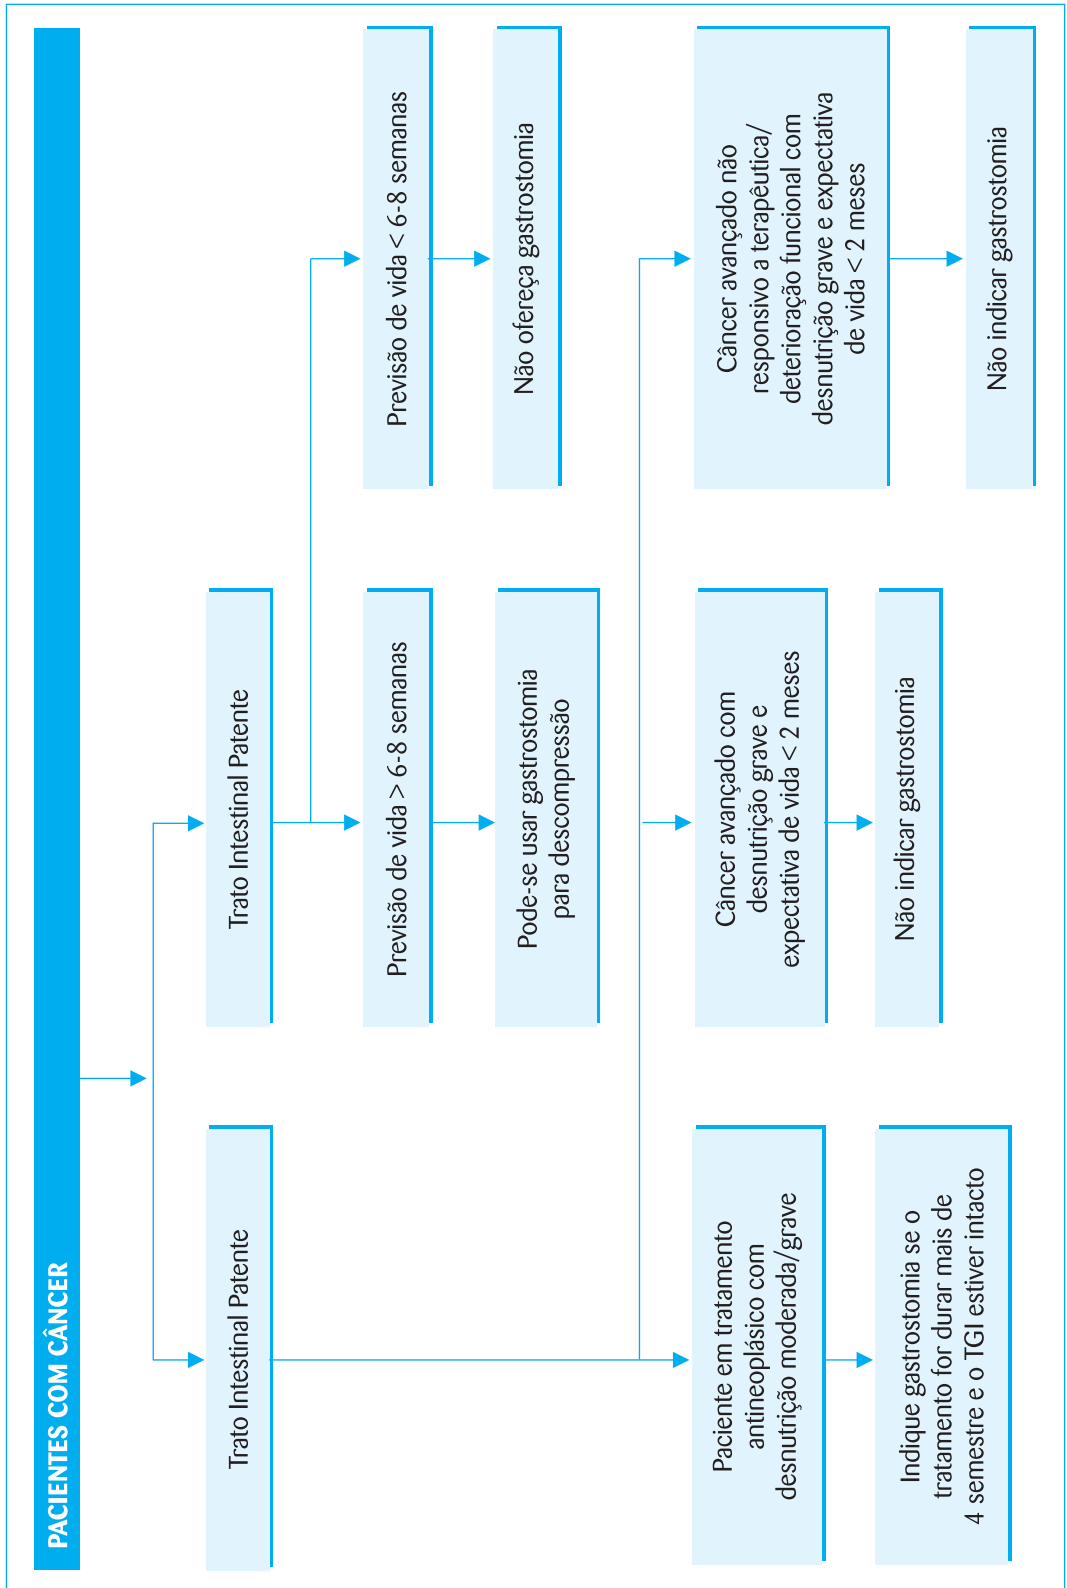 PACIENTES COM CÂNCER
Trato Intestinal Patente
Trato Intestinal Patente
Previsão de vida > 6-8 semanas
Previsão de vida < 6-8 semanas
Pode-se usar gastrostomia
para descompressão
Não ofereça gastrostomia
Paciente em tratamento
antineoplásico com
desnutrição moderada/grave
Câncer avançado com
desnutrição grave e
expectativa de vida < 2 meses
Câncer avançado não
responsivo a terapêutica/
deterioração funcional com
desnutrição grave e expectativa
de vida < 2 meses
Indique gastrostomia se o
tratamento for durar mais de
4 semestre e o TGI estiver intacto
Não indicar gastrostomia
Não indicar gastrostomia